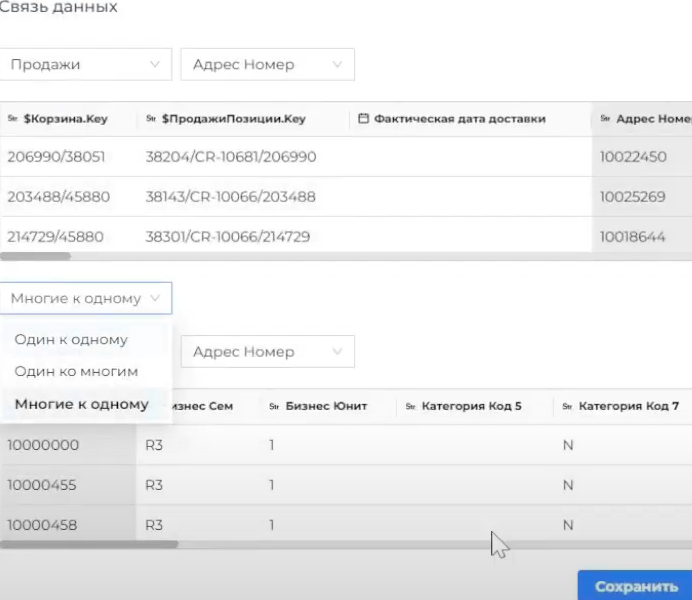 Связь данных
Продажи Адрес Номер
Str $Корзина.Key Str $ПродажиПозиции.Key Фактическая дата доставки Str Адрес Номе
206990/38051 38204/CR-10681/206990 10022450
203488/45880 38143/CR-10066/203488 10025269
214729/45880 38301/CR-10066/214729 10018644
Многие к одному
Один к одному
Адрес Номер
Один ко многим
Многие к одному
изнес Сем Str Бизнес Юнит Str Категория Код 5 Str Категория Код 7
10000000 R3 1 N
10000455 R3 1 N
10000458 R3 1 N
Сохранить